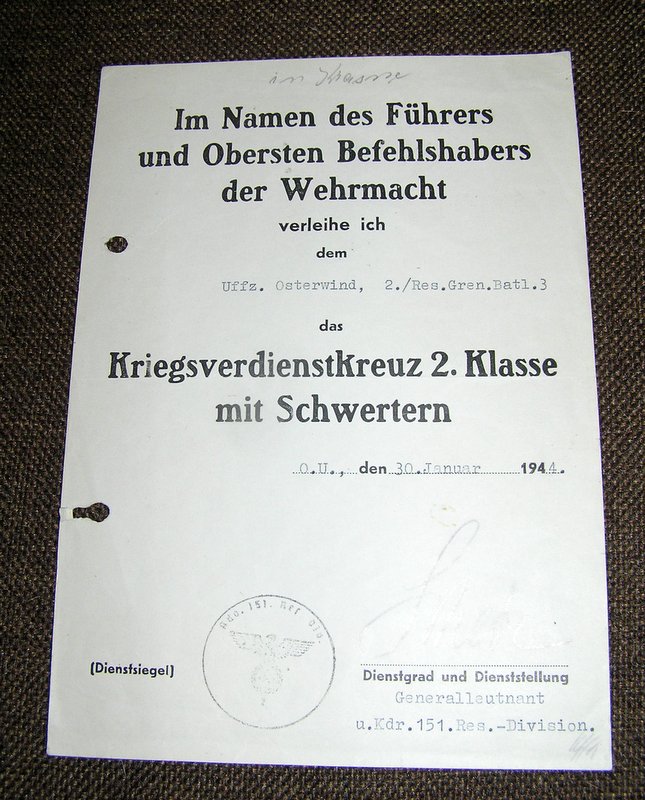 Im Namen des Führers
und Obersten Befehlshabers
der Wehrmacht
verleihe ich
dem
Uffz. Osterwind, 2./Res.Gren.Batl.3
das
Kriegsverdienstkreuz 2. Klasse
mit Schwertern
O.U., den 30.Januar 1944.
(Dienstsiegel)
Dienstgrad und Dienststellung
Generalleutnant
u.Kdr.151.Res.-Division.